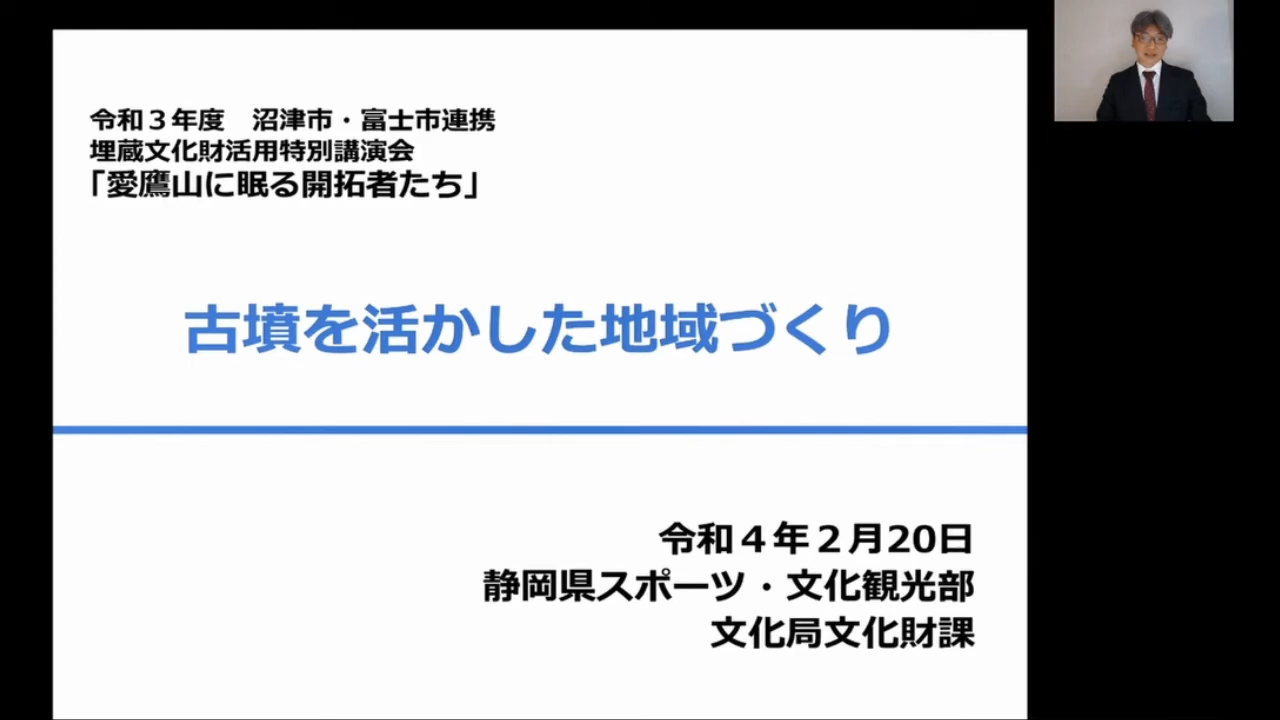 令和３年度　沼津市・富士市連携
埋蔵文化財活用特別講演会
「愛鷹山に眠る開拓者たち」
古墳を活かした地域づくり
令和４年２月20日
静岡県スポーツ・文化観光部
文化局文化財課